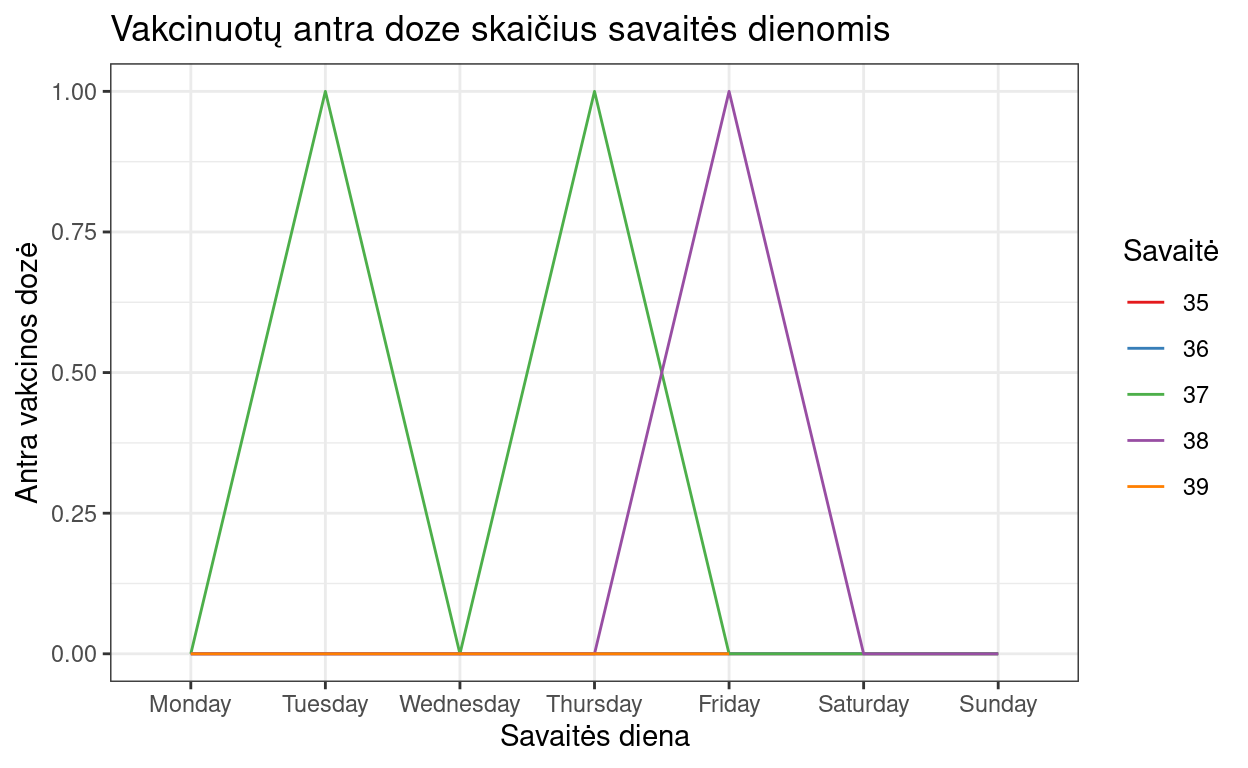 Vakcinuotų antra doze skaičius savaitės dienomis
Antra vakcinos dozė
1.00
0.75
0.50
0.25
0.00
Monday
Tuesday
Wednesday
Thursday
Friday
Saturday
Sunday
Savaitės diena
Savaitė
35
36
37
38
39